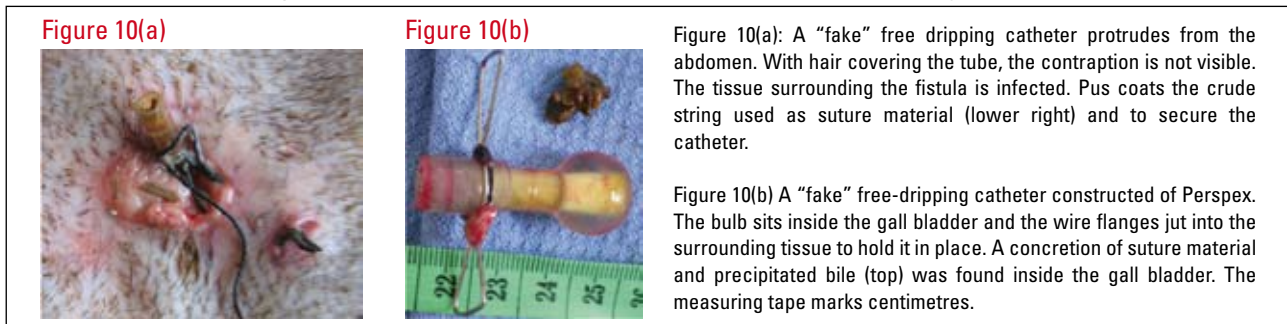 Figure 10(a)
Figure 10(b)
Figure 10(a): A “fake” free dripping catheter protrudes from the
abdomen. With hair covering the tube, the contraption is not visible.
The tissue surrounding the fistula is infected. Pus coats the crude
string used as suture material (lower right) and to secure the
catheter.
Figure 10(b) A “fake” free-dripping catheter constructed of Perspex.
The bulb sits inside the gall bladder and the wire flanges jut into the
surrounding tissue to hold it in place. A concretion of suture material
and precipitated bile (top) was found inside the gall bladder. The
measuring tape marks centimetres.
22 23 24 25 26